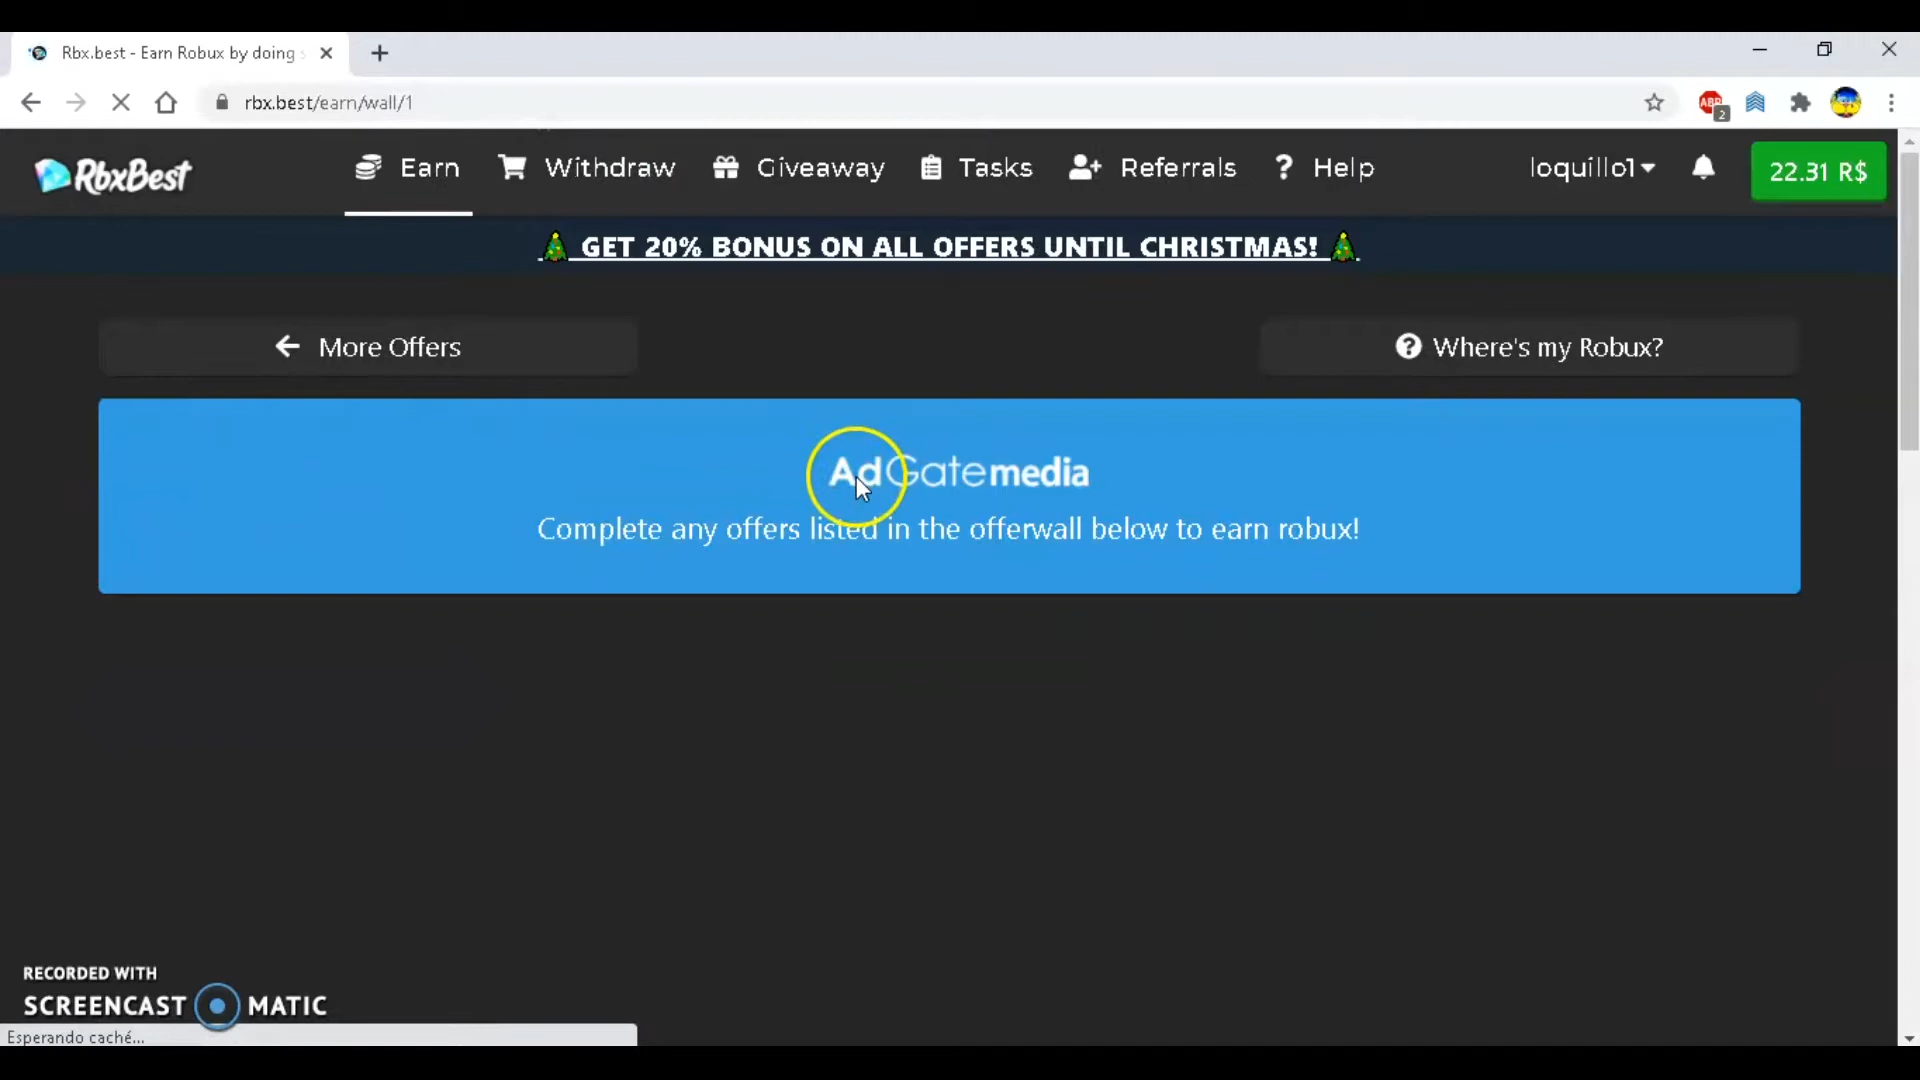 Rbx.best - Earn Robux by doing
rbx.best/earn/wall/1
ABP
2
RbxBest
Earn
Withdraw
Giveaway
Tasks
Referrals
? Help
loquillo1
22.31 R$
GET 20% BONUS ON ALL OFFERS UNTIL CHRISTMAS!
More Offers
Where's my Robux?
AdGatemedia
Complete any offers listed in the offerwall below to earn robux!
RECORDED WITH
SCREENCAST MATIC
Esperando caché...